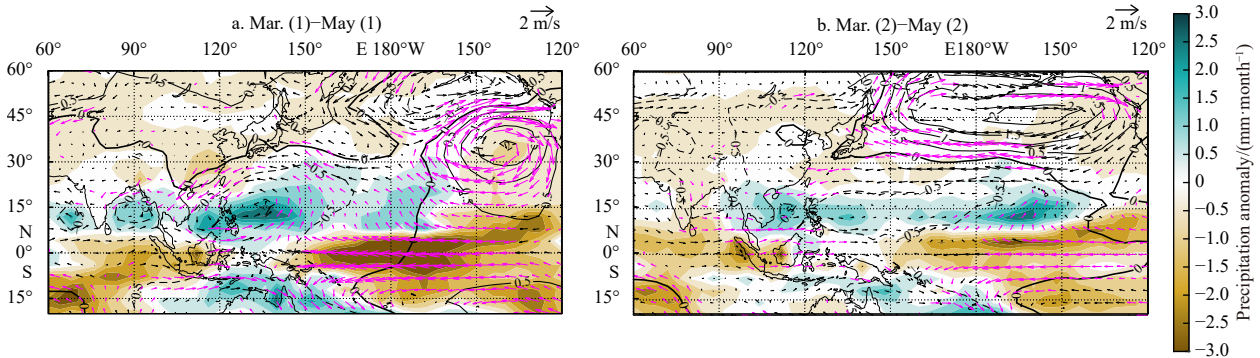 a. Mar. (1)−May (1)
2 m/s
60° 90° 120° E 180° W 150° 120°
60°
45°
30°
15°
N
0°
S
15°
b. Mar. (2)−May (2)
2 m/s
60° 90° 120° E180°W 150° 120°
60°
45°
30°
15°
N
0°
S
15°
3.0
2.5
2.0
1.5
1.0
0.5
0
−0.5
−1.0
−1.5
−2.0
−2.5
−3.0
Precipitation anomaly/(mm·month⁻¹)